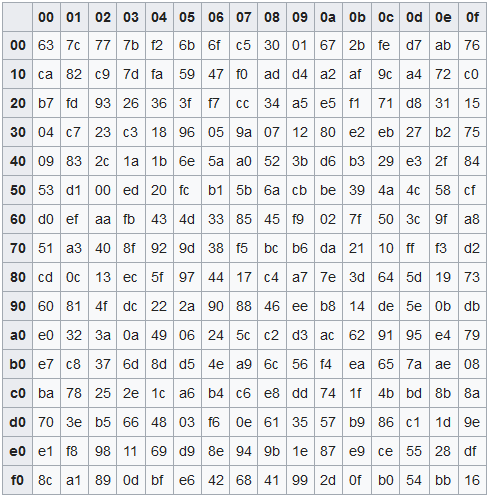 00 01 02 03 04 05 06 07 08 09 0a 0b 0c 0d 0e 0f
00 63 7c 77 7b f2 6b 6f c5 30 01 67 2b fe d7 ab 76
10 ca 82 c9 7d fa 59 47 f0 ad d4 a2 af 9c a4 72 c0
20 b7 fd 93 26 36 3f f7 cc 34 a5 e5 f1 71 d8 31 15
30 04 c7 23 c3 18 96 05 9a 07 12 80 e2 eb 27 b2 75
40 09 83 2c 1a 1b 6e 5a a0 52 3b d6 b3 29 e3 2f 84
50 53 d1 00 ed 20 fc b1 5b 6a cb be 39 4a 4c 58 cf
60 d0 ef aa fb 43 4d 33 85 45 f9 02 7f 50 3c 9f a8
70 51 a3 40 8f 92 9d 38 f5 bc b6 da 21 10 ff f3 d2
80 cd 0c 13 ec 5f 97 44 17 c4 a7 7e 3d 64 5d 19 73
90 60 81 4f dc 22 2a 90 88 46 ee b8 14 de 5e 0b db
a0 e0 32 3a 0a 49 06 24 5c c2 d3 ac 62 91 95 e4 79
b0 e7 c8 37 6d 8d d5 4e a9 6c 56 f4 ea 65 7a ae 08
c0 ba 78 25 2e 1c a6 b4 c6 e8 dd 74 1f 4b bd 8b 8a
d0 70 3e b5 66 48 03 f6 0e 61 35 57 b9 86 c1 1d 9e
e0 e1 f8 98 11 69 d9 8e 94 9b 1e 87 e9 ce 55 28 df
f0 8c a1 89 0d bf e6 42 68 41 99 2d 0f b0 54 bb 16